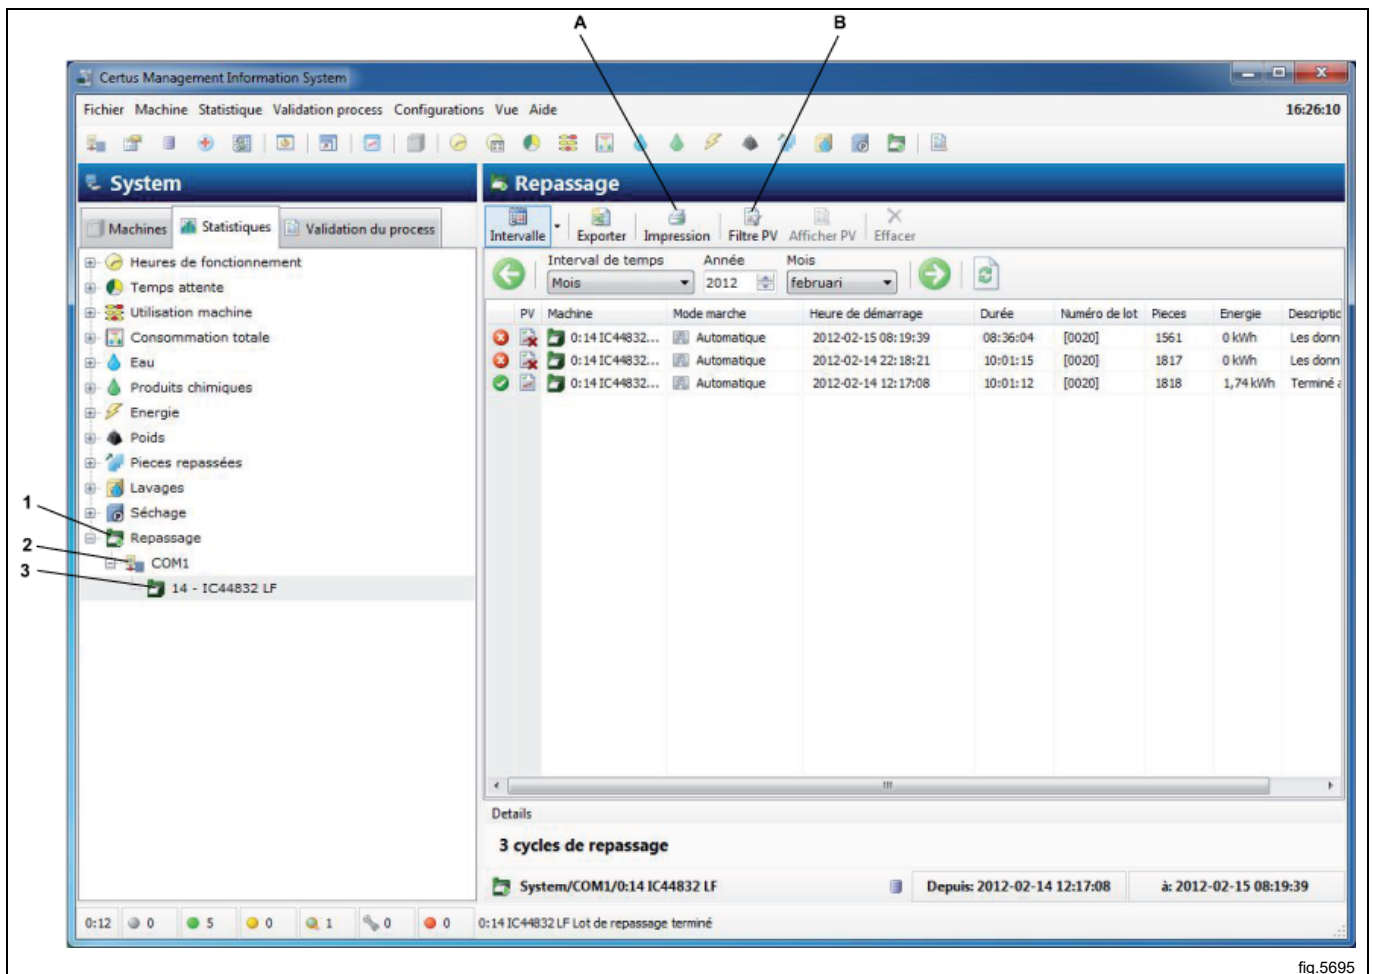 A B
Certus Management Information System
Fichier Machine Statistique Validation process Configurations Vue Aide 16:26:10
System
Repassage
Machines Statistiques Validation du process
Intervalle Exporter Impression Filtre PV Afficher PV Effacer
Interval de temps Année Mois
Mois 2012 februari
Heures de fonctionnement
Temps attente
Utilisation machine
Consommation totale
Eau
Produits chimiques
Energie
Poids
Pieces repassées
Lavages
Séchage
1 Repassage
2 COM1
3 14 - IC44832 LF
PV Machine Mode marche Heure de démarrage Durée Numéro de lot Pieces Energie Descriptic
0:14 IC44832... Automatique 2012-02-15 08:19:39 08:36:04 [0020] 1561 0 kWh Les donn
0:14 IC44832... Automatique 2012-02-14 22:18:21 10:01:15 [0020] 1817 0 kWh Les donn
0:14 IC44832... Automatique 2012-02-14 12:17:08 10:01:12 [0020] 1818 1,74 kWh Terminé a
Details
3 cycles de repassage
System/COM1/0:14 IC44832 LF Depuis: 2012-02-14 12:17:08 à: 2012-02-15 08:19:39
0:12 0 5 0 1 0 0 0:14 IC44832 LF Lot de repassage terminé
fig.5695